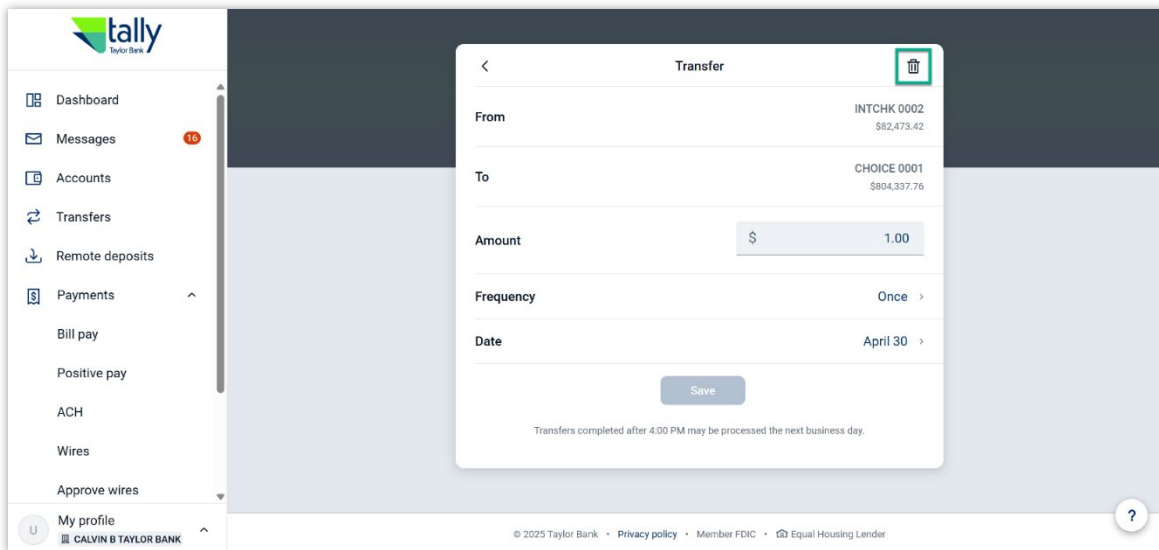 tally
Taylor Bank
Dashboard
Messages 16
Accounts
Transfers
Remote deposits
Payments
Bill pay
Positive pay
ACH
Wires
Approve wires
U
My profile
CALVIN B TAYLOR BANK
Transfer
From INTCHK 0002
$82,473.42
To CHOICE 0001
$804,337.76
Amount $ 1.00
Frequency Once
Date April 30
Save
Transfers completed after 4:00 PM may be processed the next business day.
© 2025 Taylor Bank • Privacy policy • Member FDIC • Equal Housing Lender
?